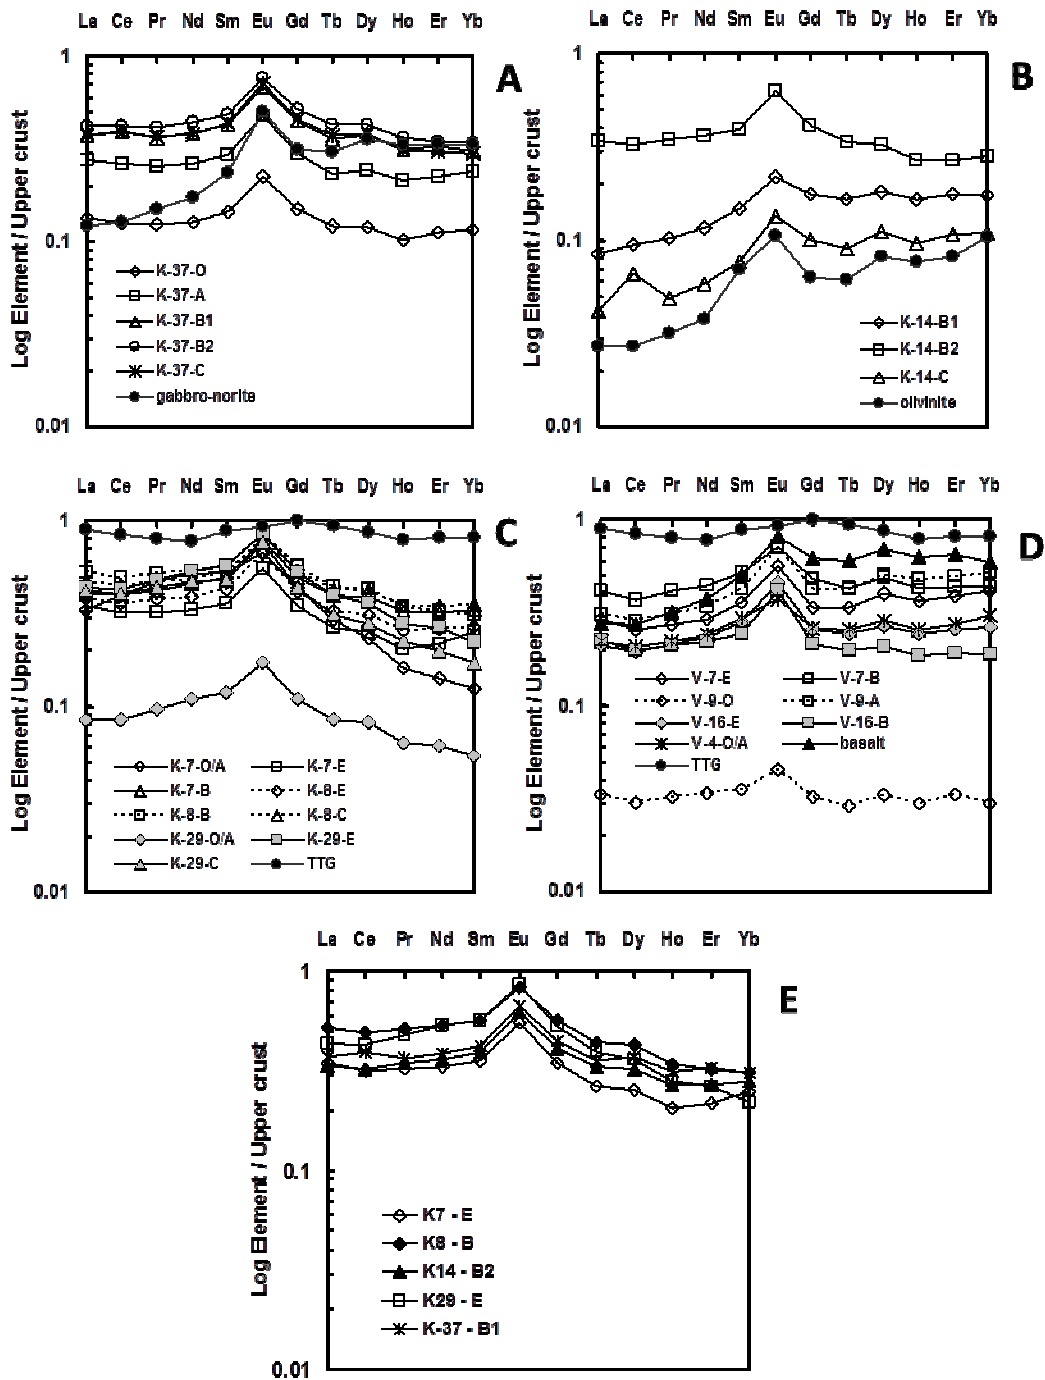 La Ce Pr Nd Sm Eu Gd Tb Dy Ho Er Yb
1
0.1
0.01
Log Element / Upper crust
A
K-37-O
K-37-A
K-37-B1
K-37-B2
K-37-C
gabbro-norite
La Ce Pr Nd Sm Eu Gd Tb Dy Ho Er Yb
1
0.1
0.01
Log Element / Upper crust
B
K-14-B1
K-14-B2
K-14-C
olivinite
La Ce Pr Nd Sm Eu Gd Tb Dy Ho Er Yb
1
0.1
0.01
Log Element / Upper crust
C
K-7-O/A K-7-E
K-7-B K-8-E
K-8-B K-8-C
K-29-O/A K-29-E
K-29-C TTG
La Ce Pr Nd Sm Eu Gd Tb Dy Ho Er Yb
1
0.1
0.01
Log Element / Upper crust
D
V-7-E V-7-B
V-9-O V-9-A
V-16-E V-16-B
V-4-O/A basalt
TTG
La Ce Pr Nd Sm Eu Gd Tb Dy Ho Er Yb
1
0.1
0.01
Log Element / Upper crust
E
K7 - E
K8 - B
K14 - B2
K29 - E
K-37 - B1